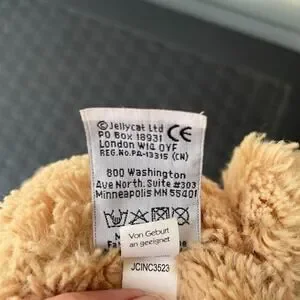 ©Jellycat Ltd
PO Box 18931
London W1Q 0YF
REG.No.PA-13315 (CN)
CE
800 Washington
Ave North. Suite #303
Minneapolis MN 55401
Von Geburt
an geeignet
JCINC3523